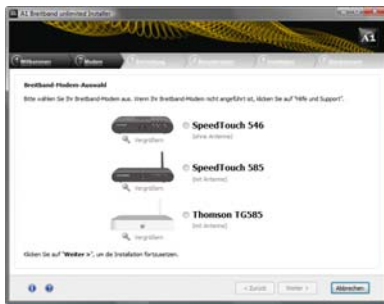 A1 Breitband unlimited Installer
A1
Willkommen
Modem
Breitband-Modem-Auswahl
Bitte wählen Sie Ihr Breitband-Modem aus. Wenn Ihr Breitband-Modem nicht angeführt ist, klicken Sie auf "Hilfe und Support".
SpeedTouch 546
(ohne Antenne)
Vergrößern
SpeedTouch 585
(mit Antenne)
Vergrößern
Thomson TG585
(mit Antenne)
Vergrößern
Klicken Sie auf "Weiter >", um die Installation fortzusetzen.
< Zurück
Weiter >
Abbrechen